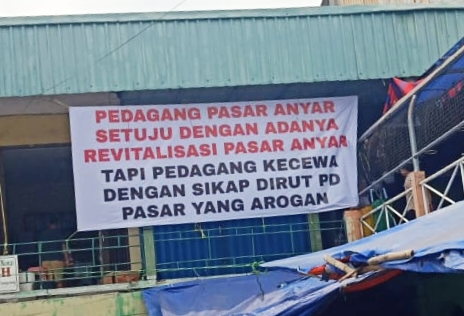 PEDAGANG PASAR ANYAR
SETUJU DENGAN ADANYA
REVITALISASI PASAR ANYAR
TAPI PEDAGANG KECEWA
DENGAN SIKAP DIRUT PD
PASAR YANG AROGAN